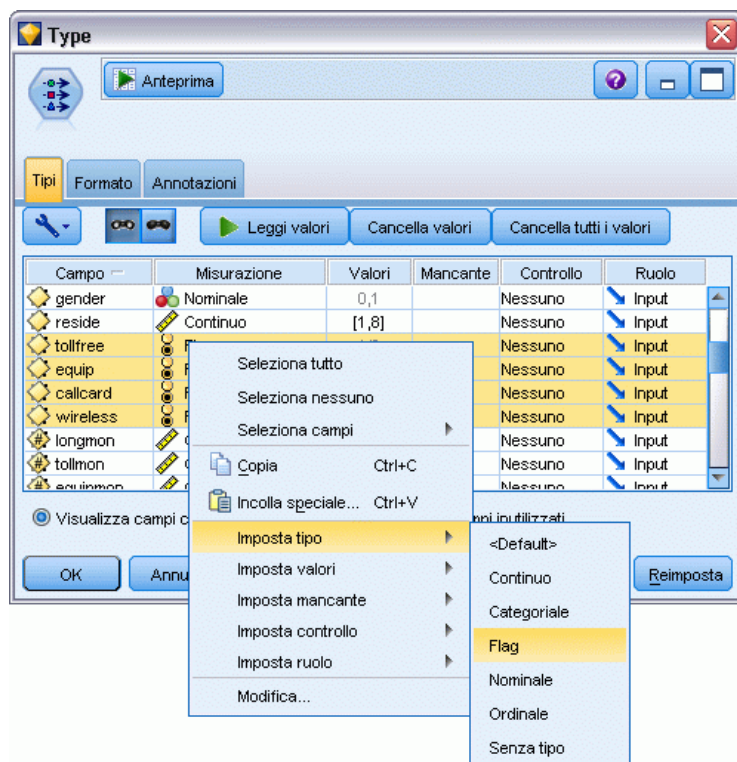 Type
Anteprima
Tipi Formato Annotazioni
Leggi valori Cancella valori Cancella tutti i valori
Campo Misurazione Valori Mancante Controllo Ruolo
gender Nominale 0,1 Nessuno Input
reside Continuo [1,8] Nessuno Input
tollfree Nessuno Input
equip Nessuno Input
callcard Nessuno Input
wireless Nessuno Input
longmon Nessuno Input
tollmon Nessuno Input
equipmon Nessuno Input
Seleziona tutto
Seleziona nessuno
Seleziona campi
Copia Ctrl+C
Incolla speciale... Ctrl+V
Imposta tipo
Imposta valori
Imposta mancante
Imposta controllo
Imposta ruolo
Modifica...
<Default>
Continuo
Categoriale
Flag
Nominale
Ordinale
Senza tipo
Visualizza campi inutilizzati
OK Reimposta